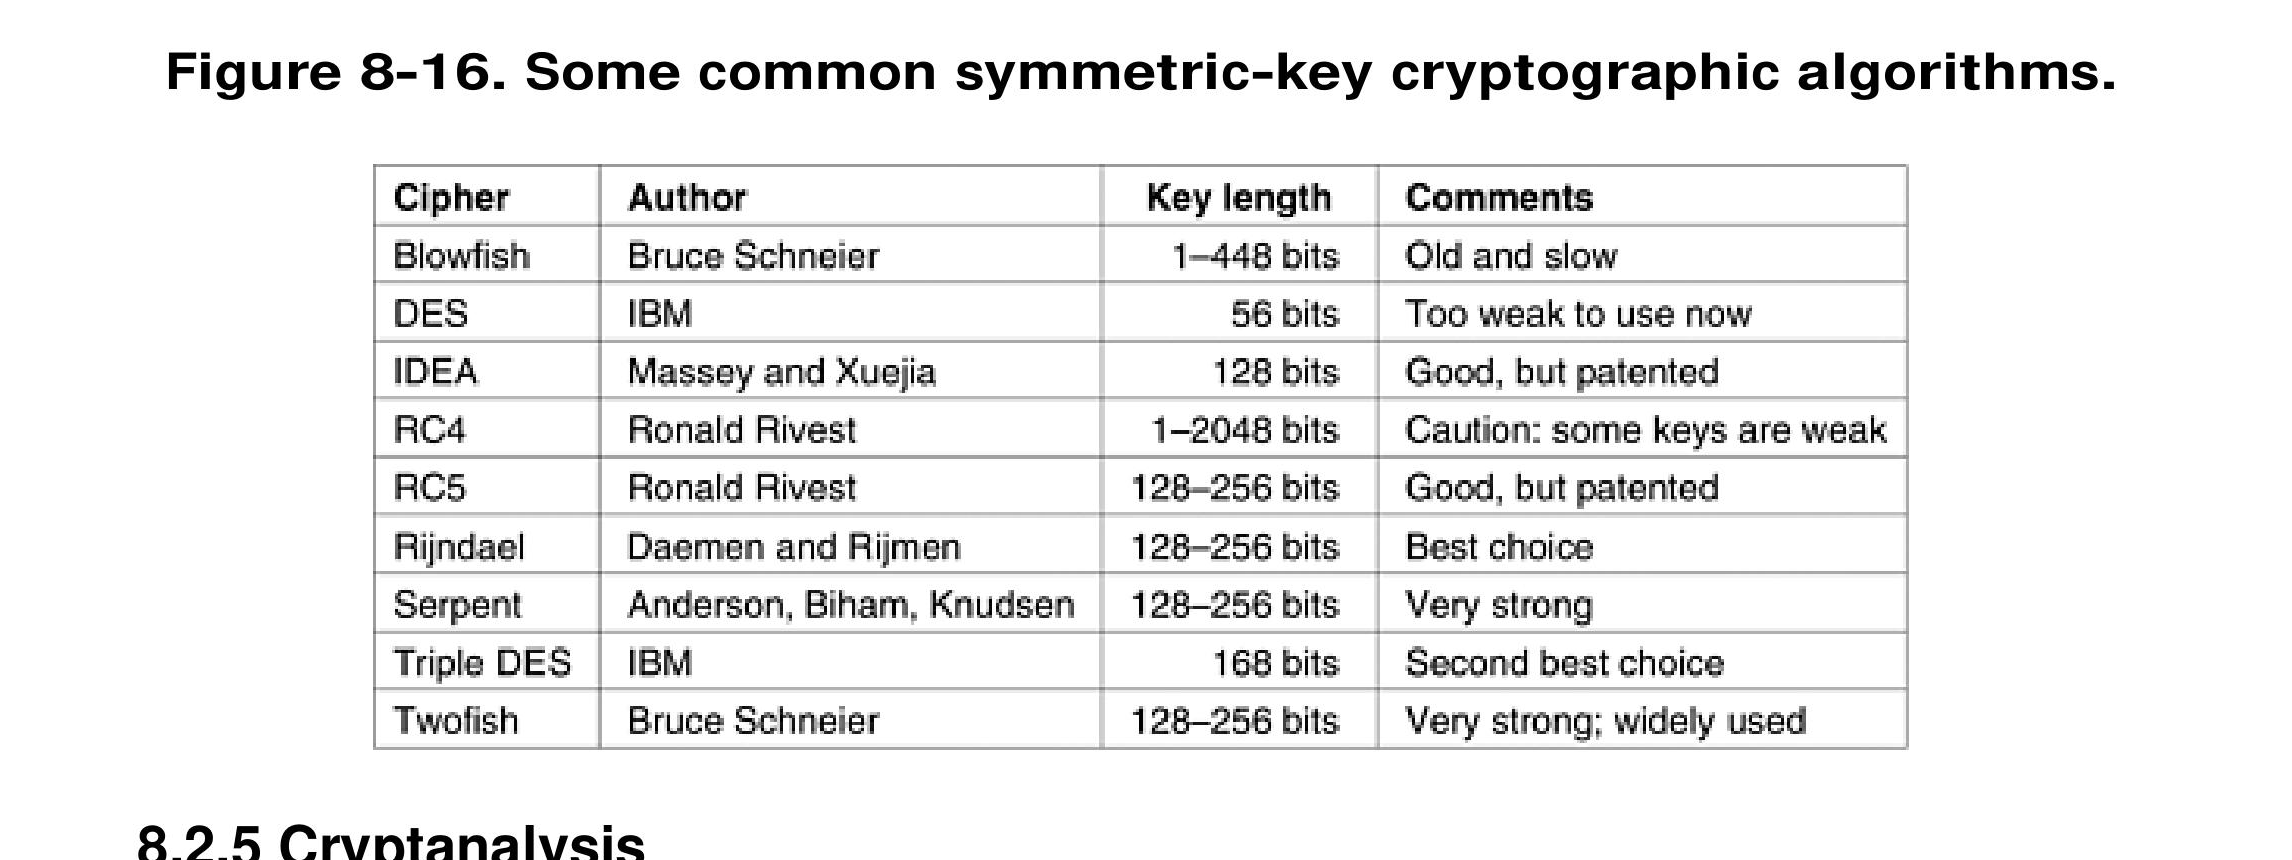 Figure 8-16. Some common symmetric-key cryptographic algorithms.
Cipher Author Key length Comments
Blowfish Bruce Schneier 1–448 bits Old and slow
DES IBM 56 bits Too weak to use now
IDEA Massey and Xuejia 128 bits Good, but patented
RC4 Ronald Rivest 1–2048 bits Caution: some keys are weak
RC5 Ronald Rivest 128–256 bits Good, but patented
Rijndael Daemen and Rijmen 128–256 bits Best choice
Serpent Anderson, Biham, Knudsen 128–256 bits Very strong
Triple DES IBM 168 bits Second best choice
Twofish Bruce Schneier 128–256 bits Very strong; widely used
8.2.5 Cryptanalysis